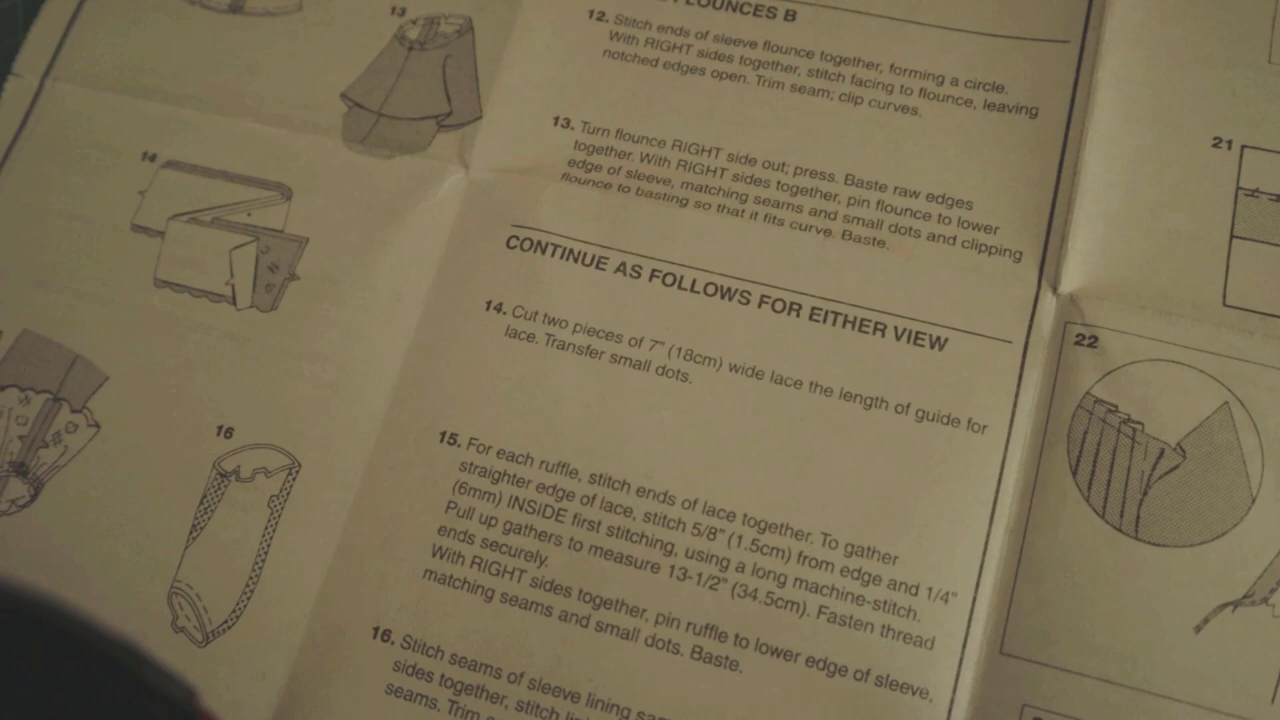 FLOUNCES B
12. Stitch ends of sleeve flounce together, forming a circle.
With RIGHT sides together, stitch facing to flounce, leaving
notched edges open. Trim seam; clip curves.
13. Turn flounce RIGHT side out; press. Baste raw edges
together. With RIGHT sides together, pin flounce to lower
edge of sleeve, matching seams and small dots and clipping
flounce to basting so that it fits curve. Baste.
CONTINUE AS FOLLOWS FOR EITHER VIEW
14. Cut two pieces of 7" (18cm) wide lace the length of guide for
lace. Transfer small dots.
15. For each ruffle, stitch ends of lace together. To gather
straighter edge of lace, stitch 5/8" (1.5cm) from edge and 1/4"
(6mm) INSIDE first stitching, using a long machine-stitch.
Pull up gathers to measure 13-1/2" (34.5cm). Fasten thread
ends securely.
With RIGHT sides together, pin ruffle to lower edge of sleeve,
matching seams and small dots. Baste.
16. Stitch seams of sleeve lining
sides together, stitch
seams. Trim
13
14
16
21
22